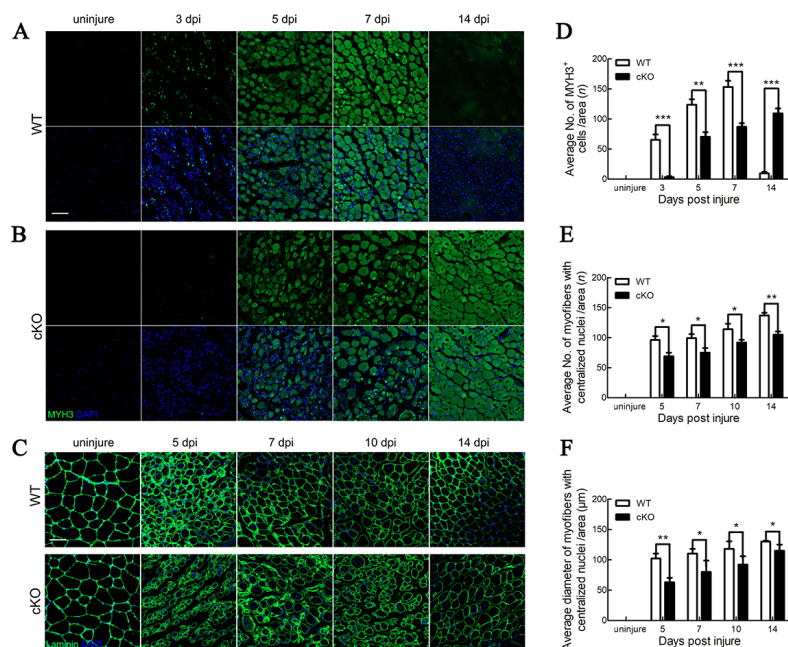 A
uninjure 3 dpi 5 dpi 7 dpi 14 dpi
WT
B
cKO
MYH3 DAPI
C
uninjure 5 dpi 7 dpi 10 dpi 14 dpi
WT
cKO
Laminin
D
Average No. of MYH3+
cells /area (n)
200
150
100
50
0
WT
cKO
***
**
***
***
uninjure 3 5 7 14
Days post injure
E
Average No. of myofibers with
centralized nuclei /area (n)
200
150
100
50
0
WT
cKO
*
*
*
**
uninjure 5 7 10 14
Days post injure
F
Average diameter of myofibers with
centralized nuclei /area (μm)
200
150
100
50
0
WT
cKO
**
*
*
*
uninjure 5 7 10 14
Days post injure